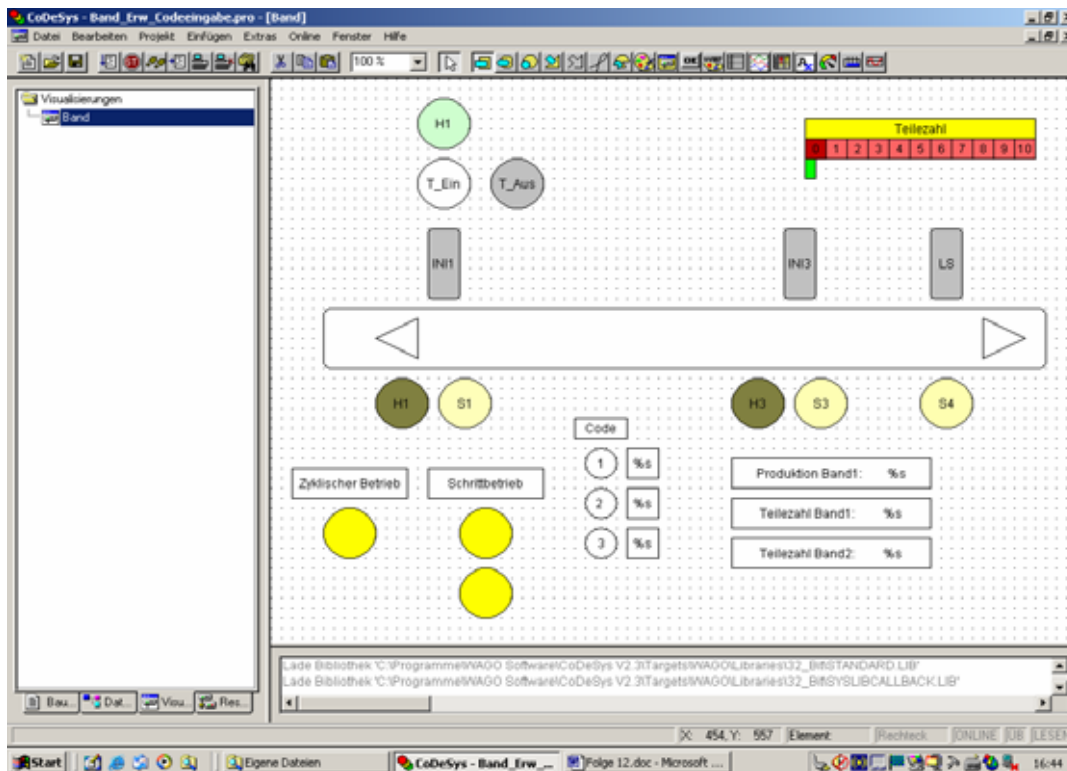 CoDeSys - Band_Erw_Codeeingabe.pro - [Band]
Datei Bearbeiten Projekt Einfügen Extras Online Fenster Hilfe
100 %
Visualisierungen
Band
H1
Teilezahl
0 1 2 3 4 5 6 7 8 9 10
T_Ein T_Aus
INI1 INI3 LS
H1 S1 H3 S3 S4
Code
1 %s
Zyklischer Betrieb Schrittbetrieb
Produktion Band1: %s
2 %s
Teilezahl Band1: %s
3 %s
Teilezahl Band2: %s
Lade Bibliothek 'C:\Programme\WAGO Software\CoDeSys V2.3\Targets\WAGO\Libraries\32_Bit\STANDARD.LIB'
Lade Bibliothek 'C:\Programme\WAGO Software\CoDeSys V2.3\Targets\WAGO\Libraries\32_Bit\SYSLIBCALLBACK.LIB'
Bau... Dat... Visu... Res...
X: 454, Y: 557 Element: Rechteck ONLINE ÜB LESEN
Start Eigene Dateien CoDeSys - Band_Erw_... Folge 12.doc - Microsoft ... 16:44